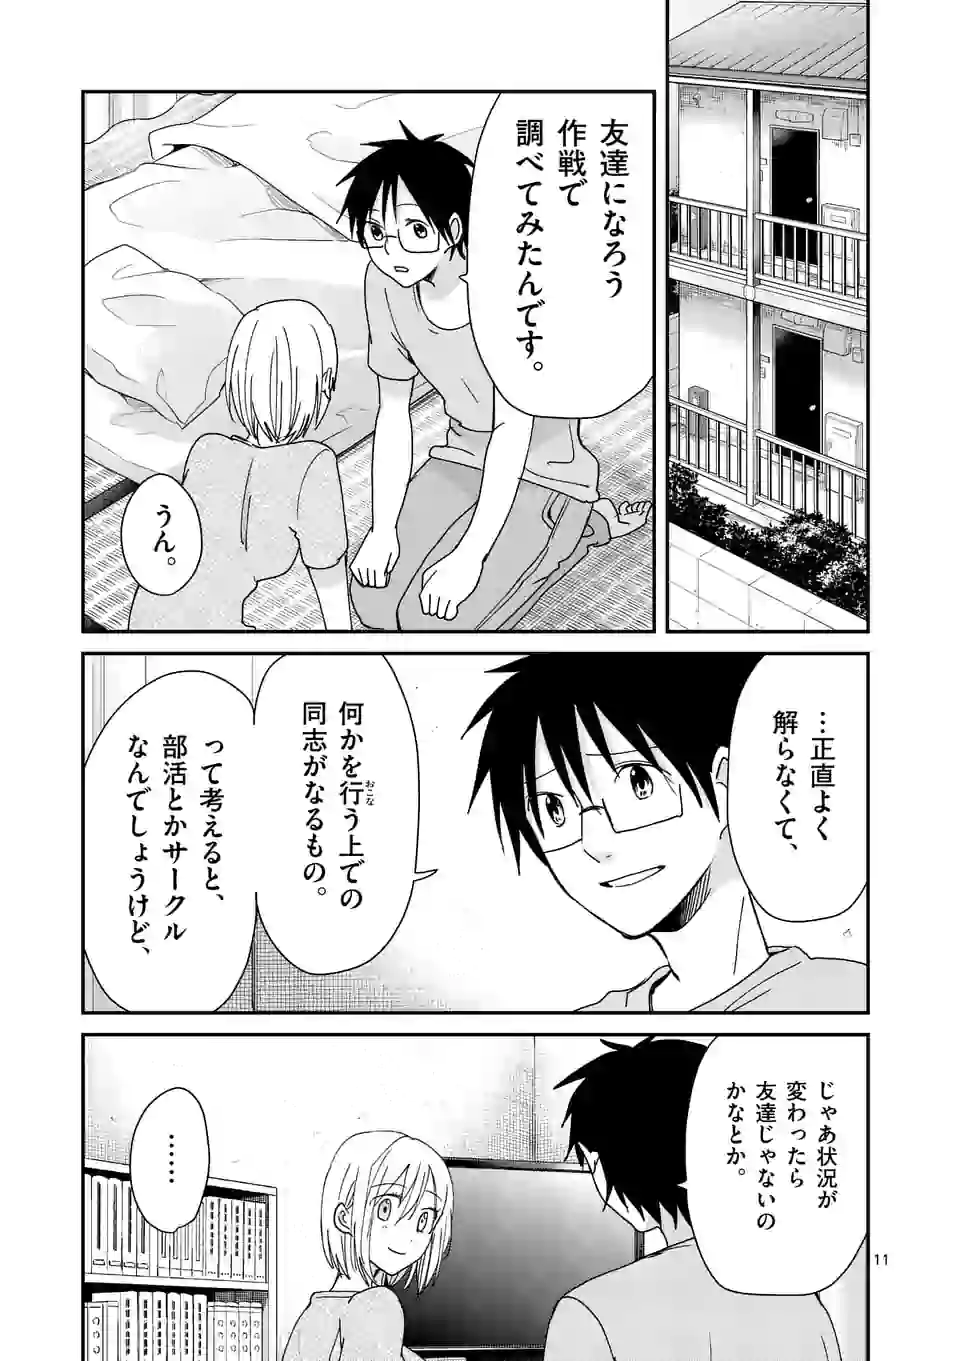 友達になろう
作戦で
調べてみたんです。
うん。
…正直よく
解らなくて、
何かを行う上での
おこな
同志がなるもの。
って考えると、
部活とかサークル
なんでしょうけど、
じゃあ状況が
変わったら
友達じゃないの
かなとか。
……
11